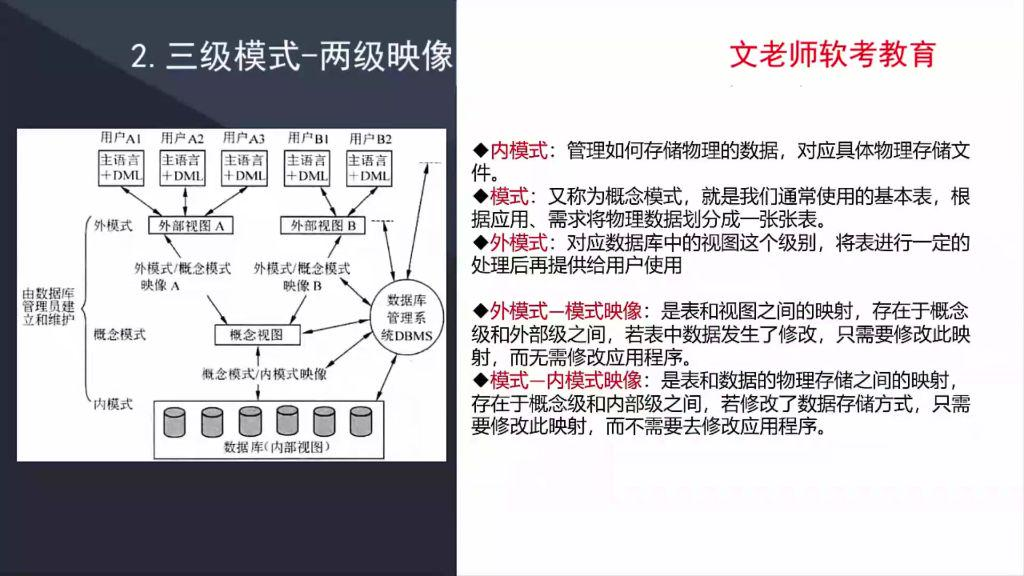 2.三级模式-两级映像
文老师软考教育
用户A1 用户A2 用户A3 用户B1 用户B2
主语言 主语言 主语言 主语言 主语言
+DML +DML +DML +DML +DML
外模式
外部视图 A
外部视图 B
外模式/概念模式
映像 A
外模式/概念模式
映像 B
由数据库
管理员建
立和维护
数据库
管理系
统DBMS
概念模式
概念视图
概念模式/内模式映像
内模式
数据库(内部视图)
◆内模式：管理如何存储物理的数据，对应具体物理存储文
件。
◆模式：又称为概念模式，就是我们通常使用的基本表，根
据应用、需求将物理数据划分成一张张表。
◆外模式：对应数据库中的视图这个级别，将表进行一定的
处理后再提供给用户使用
◆外模式—模式映像：是表和视图之间的映射，存在于概念
级和外部级之间，若表中数据发生了修改，只需要修改此映
射，而无需修改应用程序。
◆模式—内模式映像：是表和数据的物理存储之间的映射，
存在于概念级和内部级之间，若修改了数据存储方式，只需
要修改此映射，而不需要去修改应用程序。